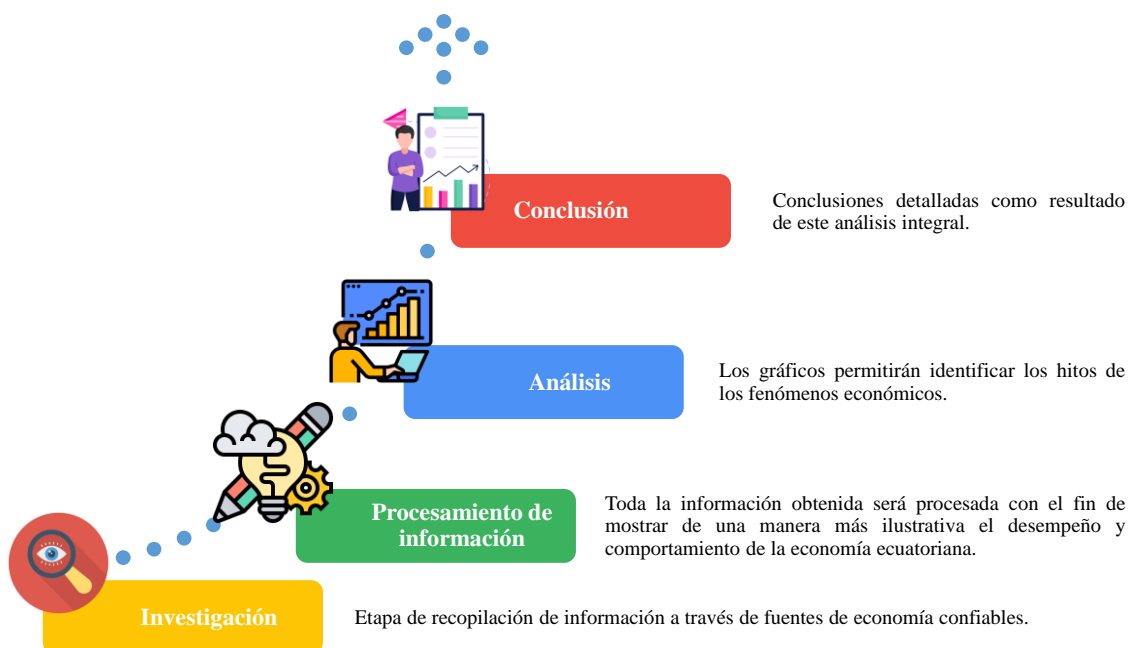 Conclusión
Conclusiones detalladas como resultado
de este análisis integral.
Análisis
Los gráficos permitirán identificar los hitos de
los fenómenos económicos.
Procesamiento de
información
Toda la información obtenida será procesada con el fin de
mostrar de una manera más ilustrativa el desempeño y
comportamiento de la economía ecuatoriana.
Investigación
Etapa de recopilación de información a través de fuentes de economía confiables.